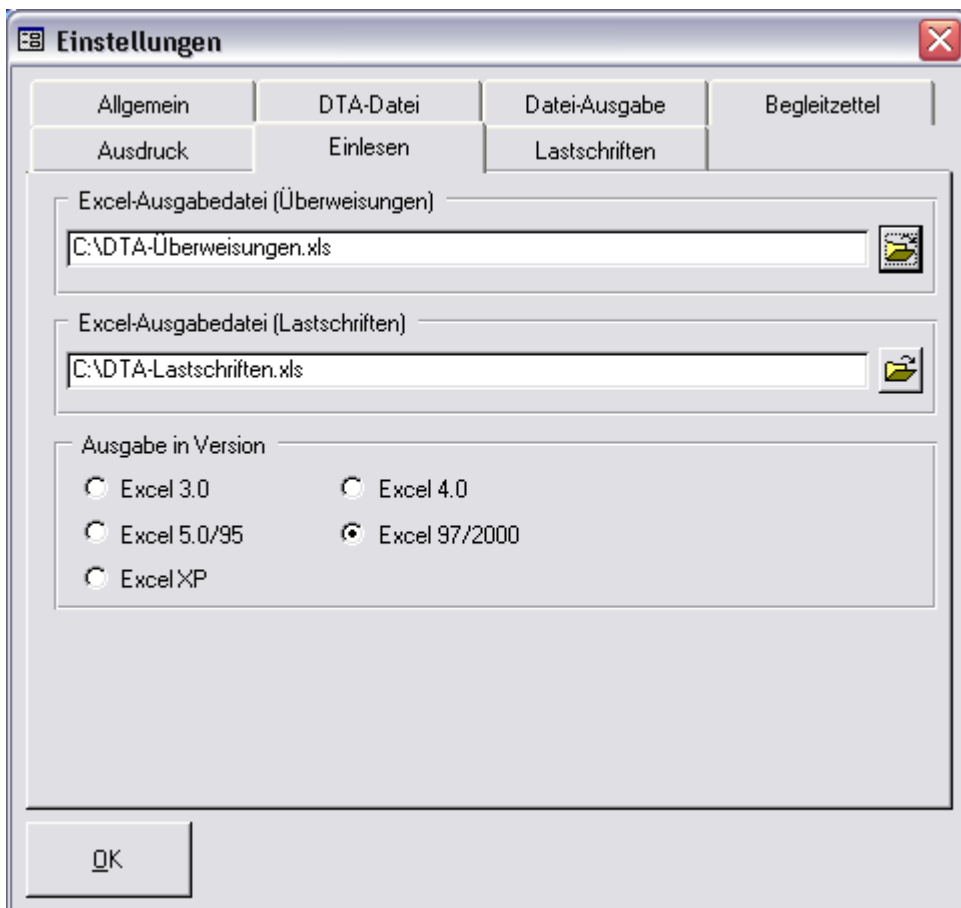 Einstellungen
Allgemein DTA-Datei Datei-Ausgabe Begleitzettel
Ausdruck Einlesen Lastschriften
Excel-Ausgabedatei (Überweisungen)
C:\DTA-Überweisungen.xls
Excel-Ausgabedatei (Lastschriften)
C:\DTA-Lastschriften.xls
Ausgabe in Version
Excel 3.0 Excel 4.0
Excel 5.0/95 Excel 97/2000
Excel XP
OK